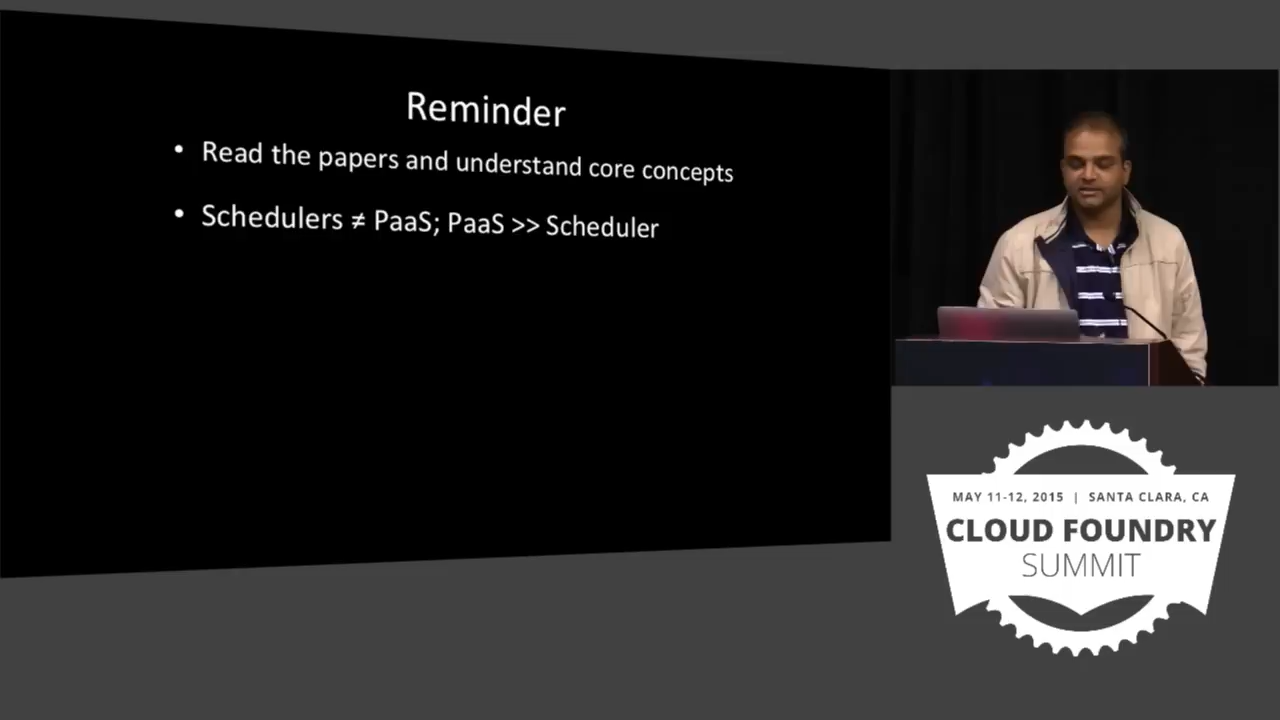 Reminder
• Read the papers and understand core concepts
• Schedulers ≠ PaaS; PaaS >> Scheduler
MAY 11-12, 2015 | SANTA CLARA, CA
CLOUD FOUNDRY
SUMMIT